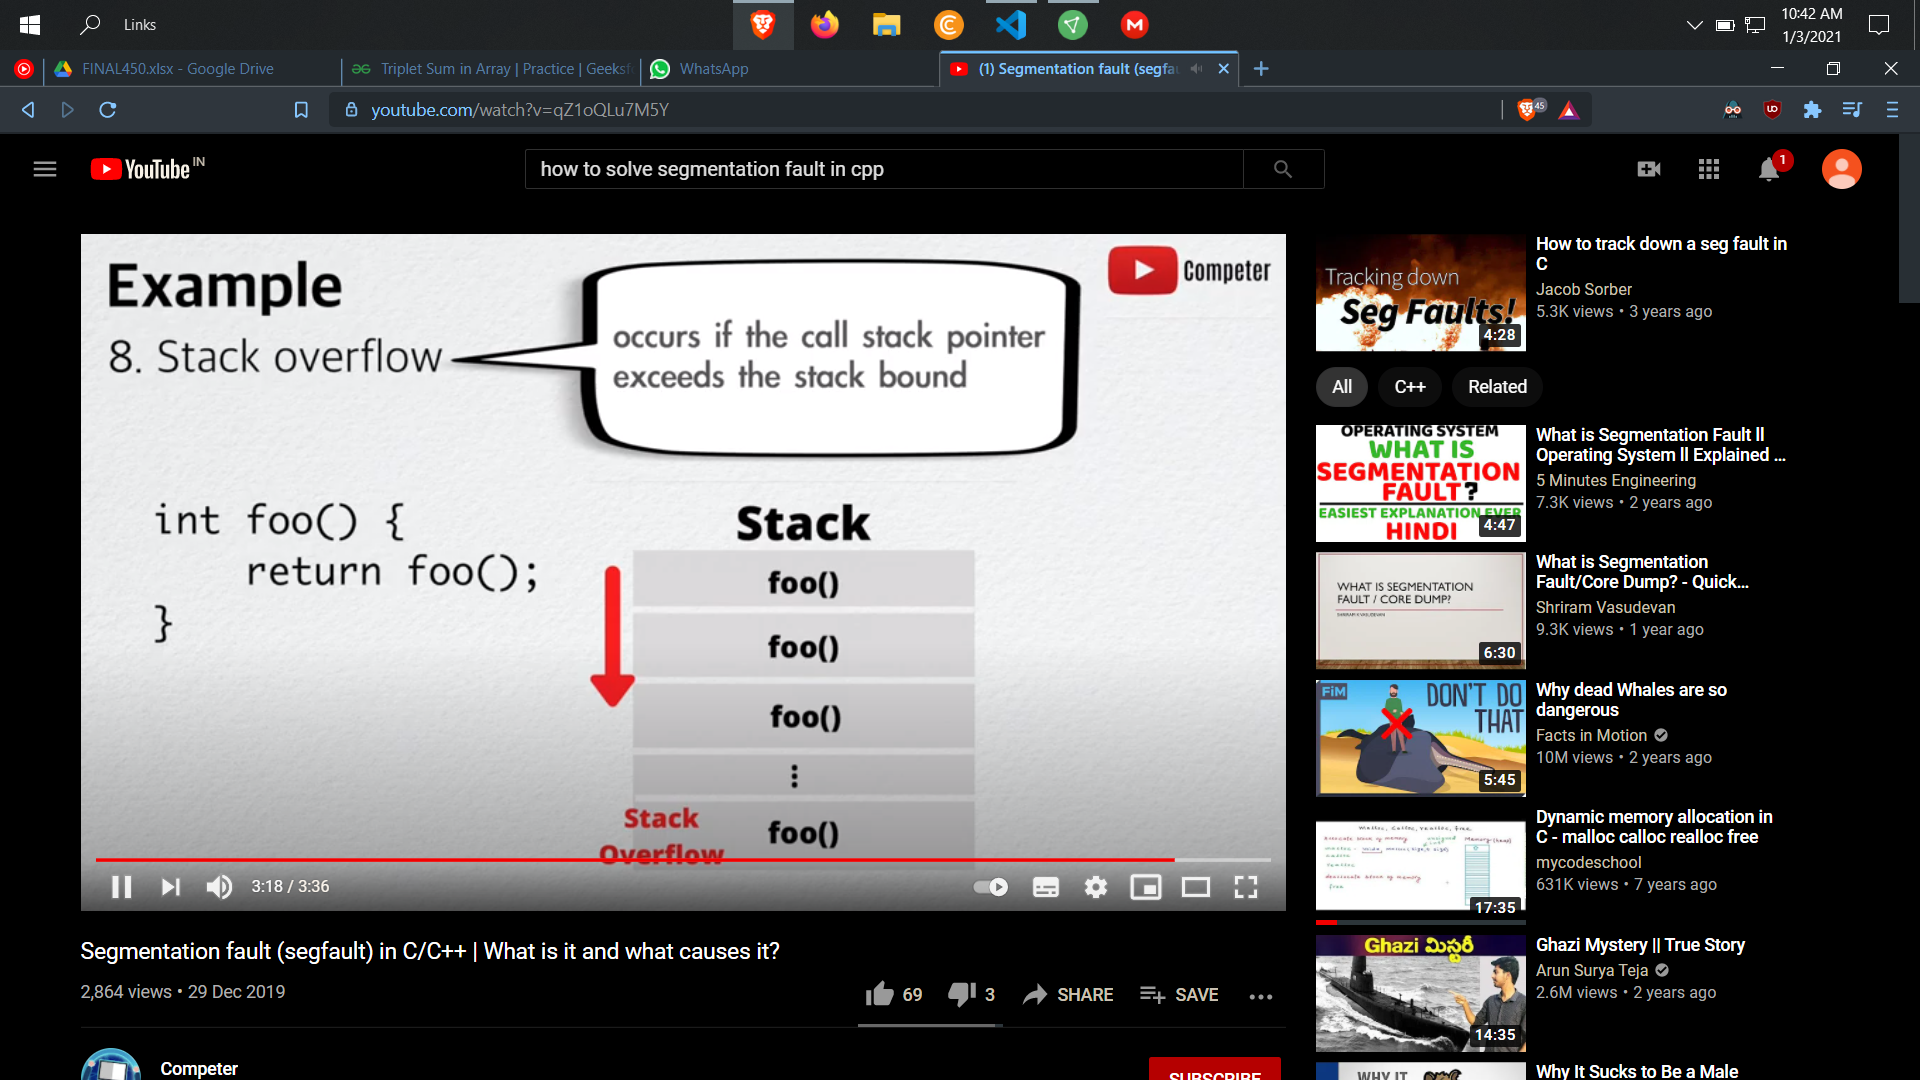 Links
10:42 AM
1/3/2021
FINAL450.xlsx - Google Drive
Triplet Sum in Array | Practice | Geeksf
WhatsApp
(1) Segmentation fault (segfau
youtube.com/watch?v=qZ1oQLu7M5Y
45
YouTube IN
how to solve segmentation fault in cpp
1
Example
8. Stack overflow
occurs if the call stack pointer
exceeds the stack bound
Competer
int foo() {
return foo();
}
Stack
foo()
foo()
foo()
foo()
Stack
Overflow
3:18 / 3:36
Segmentation fault (segfault) in C/C++ | What is it and what causes it?
2,864 views • 29 Dec 2019
69
3
SHARE
SAVE
Competer
SUBSCRIBE
Tracking down
Seg Faults!
4:28
How to track down a seg fault in
C
Jacob Sorber
5.3K views • 3 years ago
All
C++
Related
OPERATING SYSTEM
WHAT IS
SEGMENTATION
FAULT?
EASIEST EXPLANATION EVER
HINDI
4:47
What is Segmentation Fault ll
Operating System ll Explained ...
5 Minutes Engineering
7.3K views • 2 years ago
WHAT IS SEGMENTATION
FAULT / CORE DUMP?
6:30
What is Segmentation
Fault/Core Dump? - Quick...
Shriram Vasudevan
9.3K views • 1 year ago
FiM
DON'T DO
THAT
5:45
Why dead Whales are so
dangerous
Facts in Motion
10M views • 2 years ago
malloc, calloc, realloc, free
17:35
Dynamic memory allocation in
C - malloc calloc realloc free
mycodeschool
631K views • 7 years ago
Ghazi మిస్టరీ
14:35
Ghazi Mystery || True Story
Arun Surya Teja
2.6M views • 2 years ago
WHY IT
Why It Sucks to Be a Male